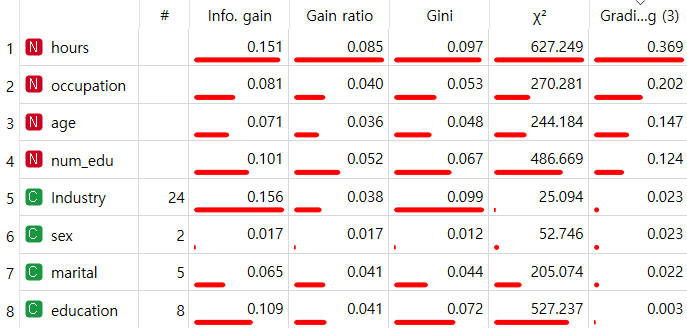 # Info. gain Gain ratio Gini χ² Gradi...g (3)
1 N hours 0.151 0.085 0.097 627.249 0.369
2 N occupation 0.081 0.040 0.053 270.281 0.202
3 N age 0.071 0.036 0.048 244.184 0.147
4 N num_edu 0.101 0.052 0.067 486.669 0.124
5 C Industry 24 0.156 0.038 0.099 25.094 0.023
6 C sex 2 0.017 0.017 0.012 52.746 0.023
7 C marital 5 0.065 0.041 0.044 205.074 0.022
8 C education 8 0.109 0.041 0.072 527.237 0.003